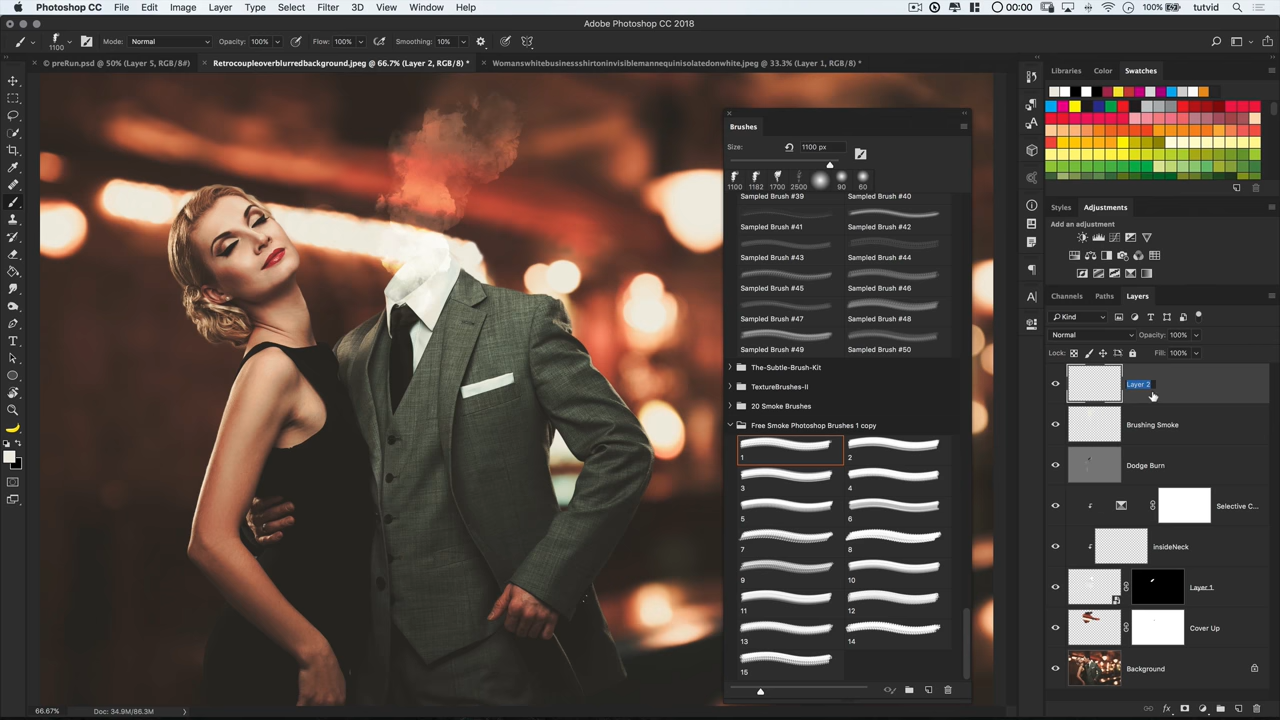 Photoshop CC File Edit Image Layer Type Select Filter 3D View Window Help 00:00 100% tutvid
Adobe Photoshop CC 2018
1100 Mode: Normal Opacity: 100% Flow: 100% Smoothing: 10%
× © preRun.psd @ 50% (Layer 5, RGB/8#) × Retrocoupleoverblurredbackground.jpeg @ 66.7% (Layer 2, RGB/8) * × Womanswhitebusinessshirtoninvisiblemannequinisolatedonwhite.jpeg @ 33.3% (Layer 1, RGB/8) *
Brushes
Size: 1100 px
1100 1182 1700 2500 90 60
Sampled Brush #39 Sampled Brush #40
Sampled Brush #41 Sampled Brush #42
Sampled Brush #43 Sampled Brush #44
Sampled Brush #45 Sampled Brush #46
Sampled Brush #47 Sampled Brush #48
Sampled Brush #49 Sampled Brush #50
The-Subtle-Brush-Kit
TextureBrushes-II
20 Smoke Brushes
Free Smoke Photoshop Brushes 1 copy
1 2
3 4
5 6
7 8
9 10
11 12
13 14
15
Libraries Color Swatches
Styles Adjustments
Add an adjustment
Channels Paths Layers
Kind
Normal Opacity: 100%
Lock: Fill: 100%
Layer 2
Brushing Smoke
Dodge Burn
Selective C...
insideNeck
Layer 1
Cover Up
Background
66.67% Doc: 34.9M/86.3M